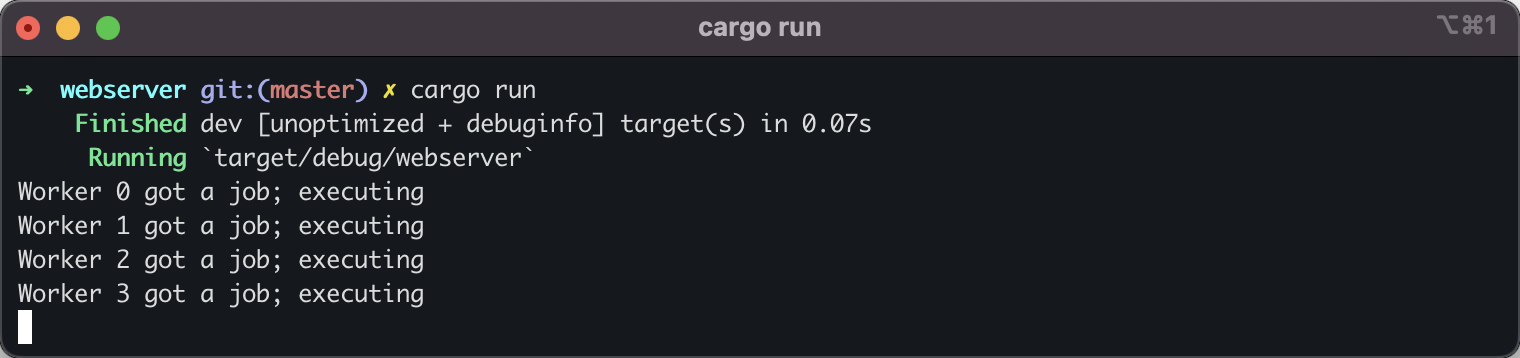 cargo run
⌥⌘1
➜  webserver git:(master) ✗ cargo run
    Finished dev [unoptimized + debuginfo] target(s) in 0.07s
     Running `target/debug/webserver`
Worker 0 got a job; executing
Worker 1 got a job; executing
Worker 2 got a job; executing
Worker 3 got a job; executing